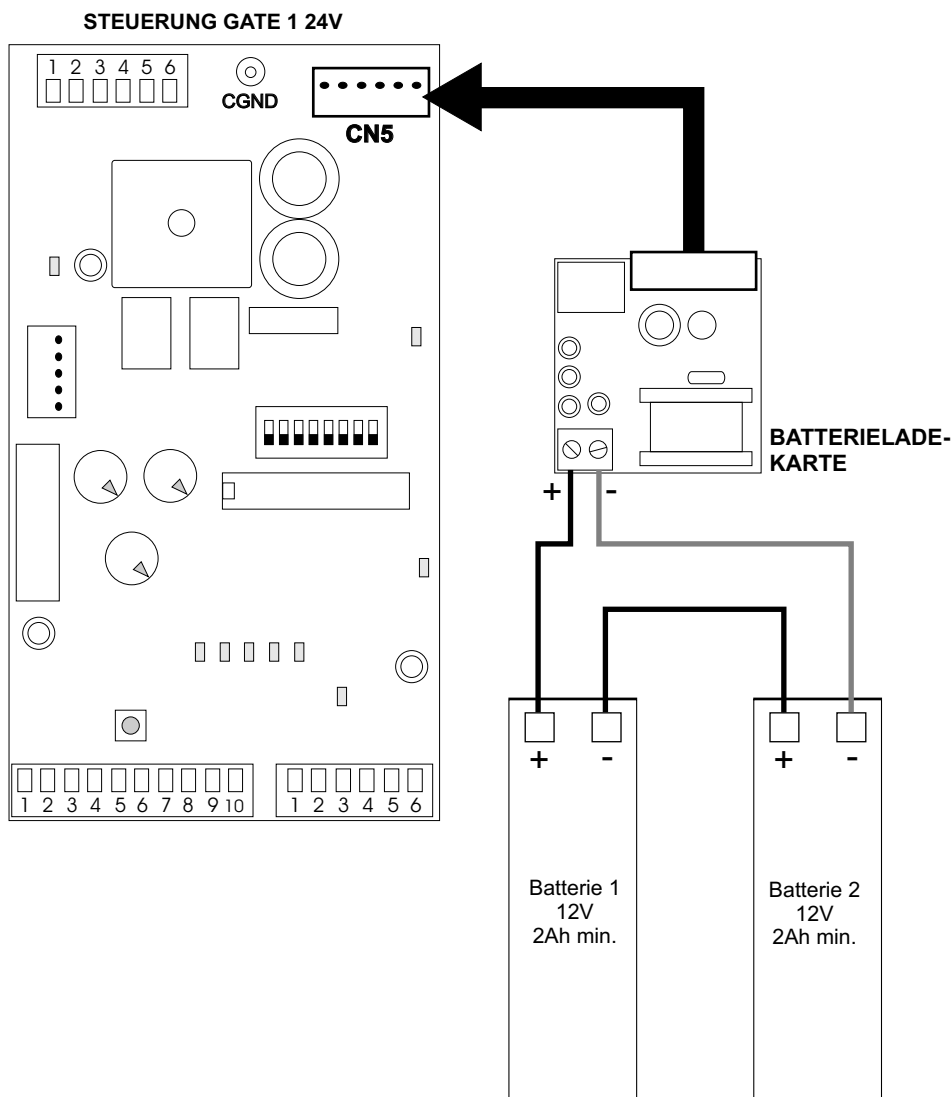 STEUERUNG GATE 1 24V
1 2 3 4 5 6
CGND
CN5
BATTERIELADE-
KARTE
+ -
+ - + -
1 2 3 4 5 6 7 8 9 10
1 2 3 4 5 6
Batterie 1
12V
2Ah min.
Batterie 2
12V
2Ah min.